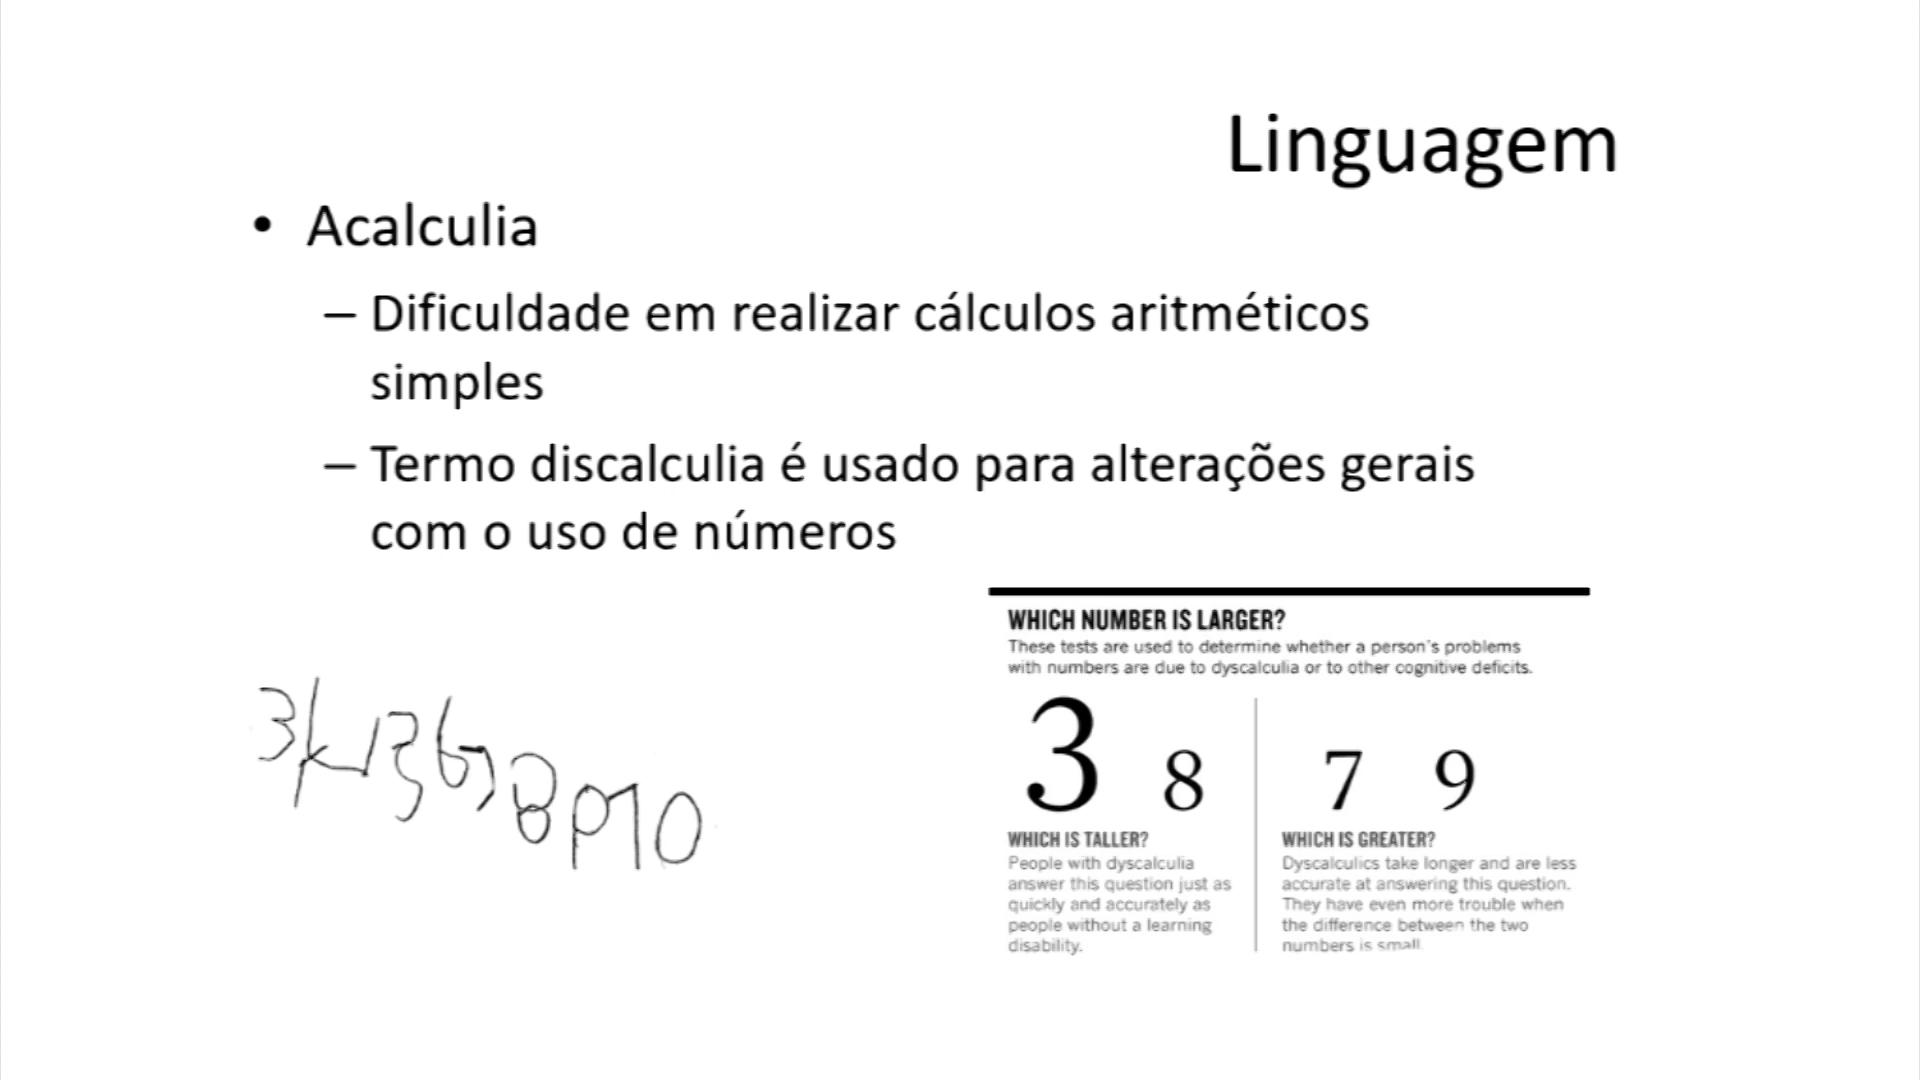 Linguagem
• Acalculia
– Dificuldade em realizar cálculos aritméticos
simples
– Termo discalculia é usado para alterações gerais
com o uso de números
WHICH NUMBER IS LARGER?
These tests are used to determine whether a person's problems
with numbers are due to dyscalculia or to other cognitive deficits.
3 8
WHICH IS TALLER?
People with dyscalculia
answer this question just as
quickly and accurately as
people without a learning
disability.
7 9
WHICH IS GREATER?
Dyscalculics take longer and are less
accurate at answering this question.
They have even more trouble when
the difference between the two
numbers is small.